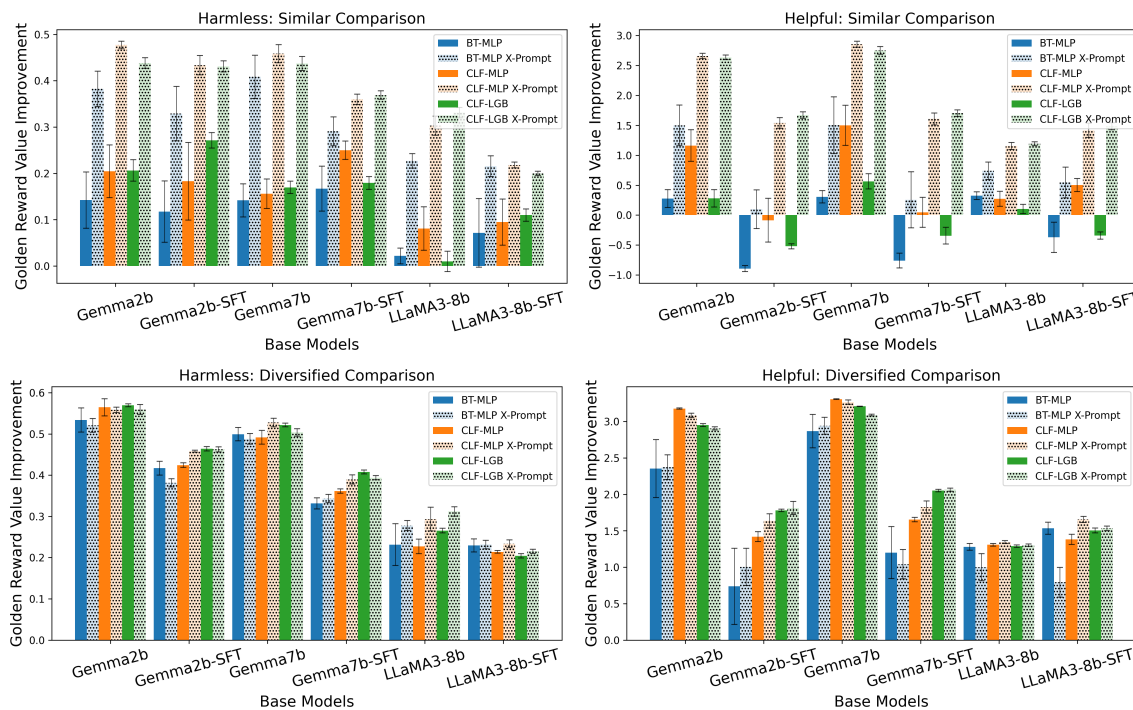 Harmless: Similar Comparison
Golden Reward Value Improvement
0.5
0.4
0.3
0.2
0.1
0.0
BT-MLP
BT-MLP X-Prompt
CLF-MLP
CLF-MLP X-Prompt
CLF-LGB
CLF-LGB X-Prompt
Gemma2b
Gemma2b-SFT
Gemma7b
Gemma7b-SFT
LLaMA3-8b
LLaMA3-8b-SFT
Base Models
Helpful: Similar Comparison
Golden Reward Value Improvement
3.0
2.5
2.0
1.5
1.0
0.5
0.0
−0.5
−1.0
BT-MLP
BT-MLP X-Prompt
CLF-MLP
CLF-MLP X-Prompt
CLF-LGB
CLF-LGB X-Prompt
Gemma2b
Gemma2b-SFT
Gemma7b
Gemma7b-SFT
LLaMA3-8b
LLaMA3-8b-SFT
Base Models
Harmless: Diversified Comparison
Golden Reward Value Improvement
0.6
0.5
0.4
0.3
0.2
0.1
0.0
BT-MLP
BT-MLP X-Prompt
CLF-MLP
CLF-MLP X-Prompt
CLF-LGB
CLF-LGB X-Prompt
Gemma2b
Gemma2b-SFT
Gemma7b
Gemma7b-SFT
LLaMA3-8b
LLaMA3-8b-SFT
Base Models
Helpful: Diversified Comparison
Golden Reward Value Improvement
3.0
2.5
2.0
1.5
1.0
0.5
0.0
BT-MLP
BT-MLP X-Prompt
CLF-MLP
CLF-MLP X-Prompt
CLF-LGB
CLF-LGB X-Prompt
Gemma2b
Gemma2b-SFT
Gemma7b
Gemma7b-SFT
LLaMA3-8b
LLaMA3-8b-SFT
Base Models